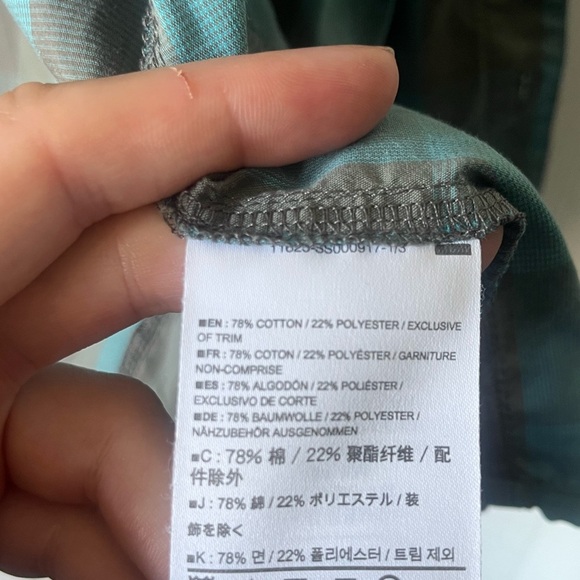 11623-SS000917-1/3
■EN : 78% COTTON / 22% POLYESTER / EXCLUSIVE
OF TRIM
■FR : 78% COTON / 22% POLYESTER / GARNITURE
NON-COMPRISE
■ES : 78% ALGODÓN / 22% POLIÉSTER /
EXCLUSIVO DE CORTE
■DE : 78% BAUMWOLLE / 22% POLYESTER /
NÄHZUBEHÖR AUSGENOMMEN
■C : 78% 棉 / 22% 聚酯纤维 / 配
件除外
■J : 78% 綿 / 22% ポリエステル / 装
飾を除く
■K : 78% 면 / 22% 폴리에스터 / 트림 제외